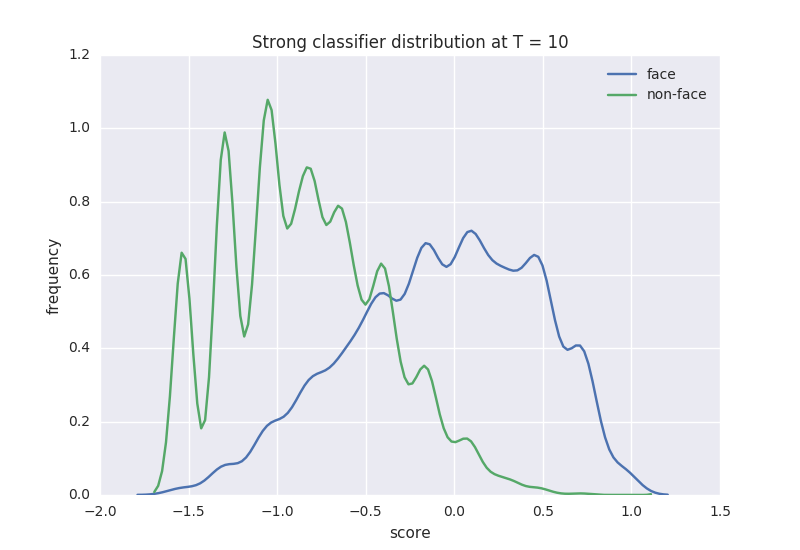 Strong classifier distribution at T = 10
face
non-face
1.2
1.0
0.8
0.6
0.4
0.2
0.0
frequency
−2.0 −1.5 −1.0 −0.5 0.0 0.5 1.0 1.5
score